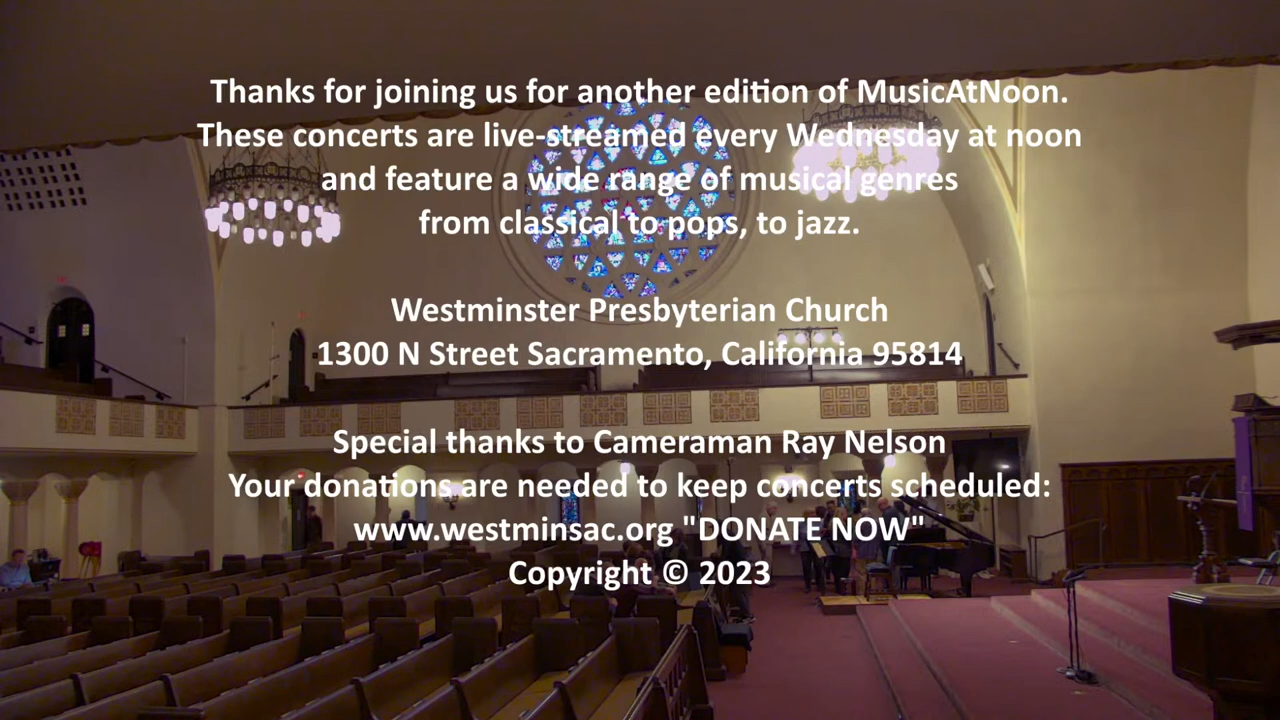 Thanks for joining us for another edition of MusicAtNoon.
These concerts are live-streamed every Wednesday at noon
and feature a wide range of musical genres
from classical to pops, to jazz.
Westminster Presbyterian Church
1300 N Street Sacramento, California 95814
Special thanks to Cameraman Ray Nelson
Your donations are needed to keep concerts scheduled:
www.westminsac.org "DONATE NOW"
Copyright © 2023